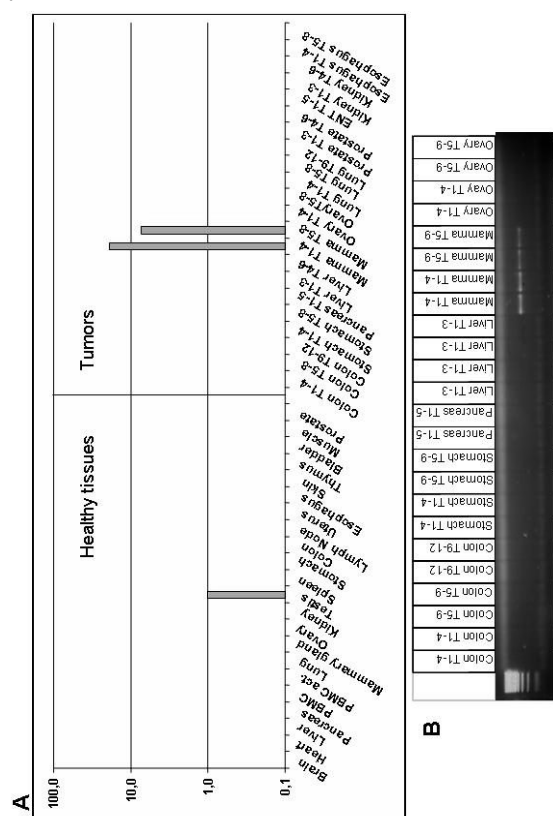 A
100,0
10,0
1,0
0,1
Healthy tissues
Tumors
Brain
Heart
Liver
Pancreas
PBMC
PBMC act.
Lung
Mammary gland
Ovary
Kidney
Testis
Spleen
Stomach
Colon
Lymph Node
Uterus
Esophagus
Skin
Thymus
Bladder
Muscle
Prostate
Colon T1-4
Colon T5-8
Colon T9-12
Stomach T1-4
Stomach T5-8
Pancreas T1-5
Liver T1-3
Liver T4-6
Mamma T1-4
Mamma T5-8
Ovary T1-4
Ovary/T5-8
Lung T1-4
Lung T5-8
Lung T9-12
Prostate T1-3
Prostate T4-6
ENT T1-5
Kidney T1-3
Kidney T4-6
Esophagus T1-4
Esophagus T5-8
B
Colon T1-4
Colon T1-4
Colon T5-9
Colon T5-9
Colon T9-12
Colon T9-12
Stomach T1-4
Stomach T1-4
Stomach T5-9
Stomach T5-9
Pancreas T1-5
Pancreas T1-5
Liver T1-3
Liver T1-3
Liver T1-3
Liver T1-3
Mamma T1-4
Mamma T1-4
Mamma T5-9
Mamma T5-9
Ovary T1-4
Ovay T1-4
Ovary T5-9
Ovary T5-9